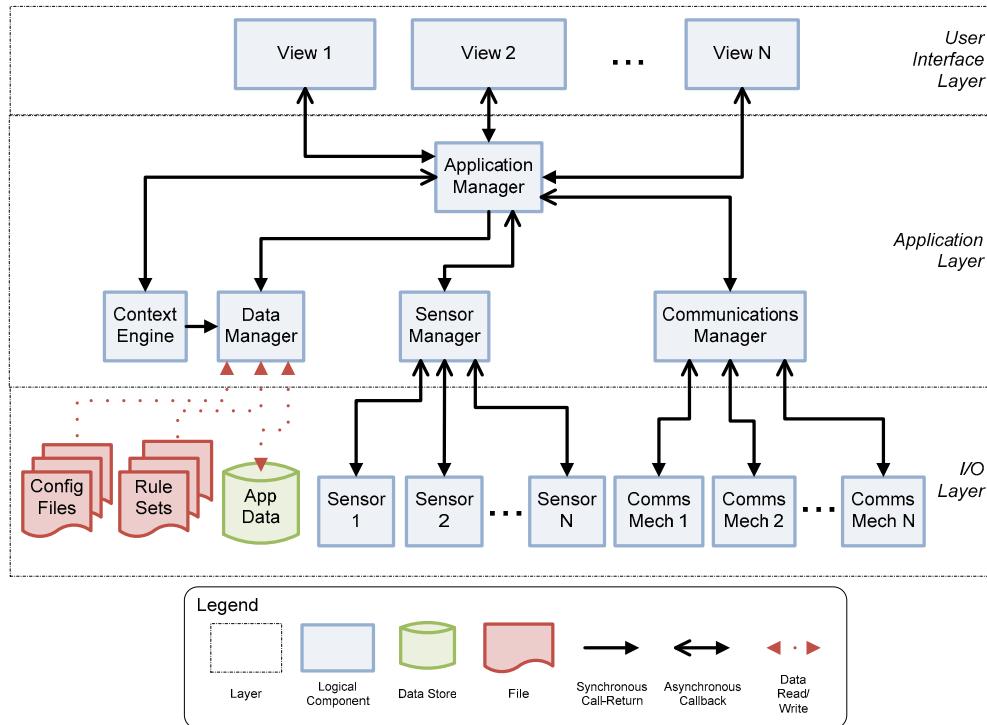 View 1
View 2
...
View N
User
Interface
Layer
Application
Manager
Application
Layer
Context
Engine
Data
Manager
Sensor
Manager
Communications
Manager
Config
Files
Rule
Sets
App
Data
Sensor
1
Sensor
2
...
Sensor
N
Comms
Mech 1
Comms
Mech 2
...
Comms
Mech N
I/O
Layer
Legend
Layer
Logical
Component
Data Store
File
Synchronous
Call-Return
Asynchronous
Callback
Data
Read/
Write